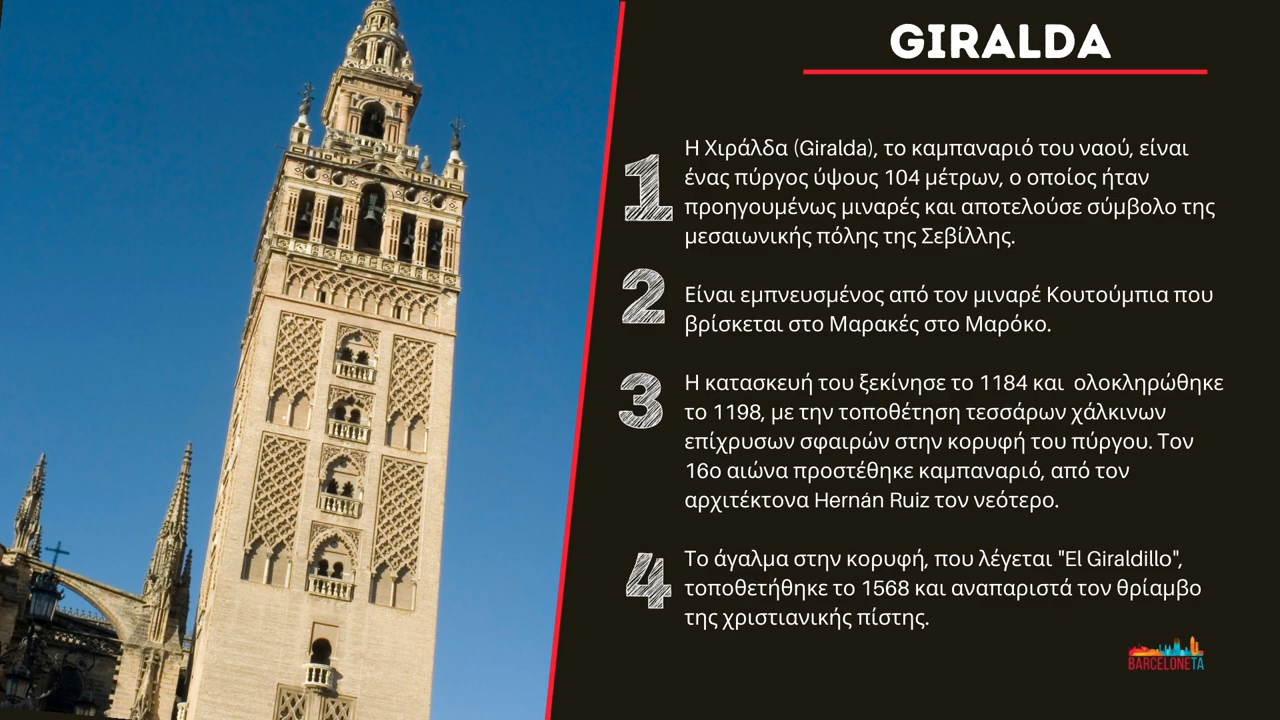 GIRALDA
1
Η Χιράλδα (Giralda), το καμπαναριό του ναού, είναι
ένας πύργος ύψους 104 μέτρων, ο οποίος ήταν
προηγουμένως μιναρές και αποτελούσε σύμβολο της
μεσαιωνικής πόλης της Σεβίλλης.
2
Είναι εμπνευσμένος από τον μιναρέ Κουτούμπια που
βρίσκεται στο Μαρακές στο Μαρόκο.
3
Η κατασκευή του ξεκίνησε το 1184 και  ολοκληρώθηκε
το 1198, με την τοποθέτηση τεσσάρων χάλκινων
επίχρυσων σφαιρών στην κορυφή του πύργου. Τον
16ο αιώνα προστέθηκε καμπαναριό, από τον
αρχιτέκτονα Hernán Ruiz τον νεότερο.
4
Το άγαλμα στην κορυφή, που λέγεται "El Giraldillo",
τοποθετήθηκε το 1568 και αναπαριστά τον θρίαμβο
της χριστιανικής πίστης.
BARCELONETA